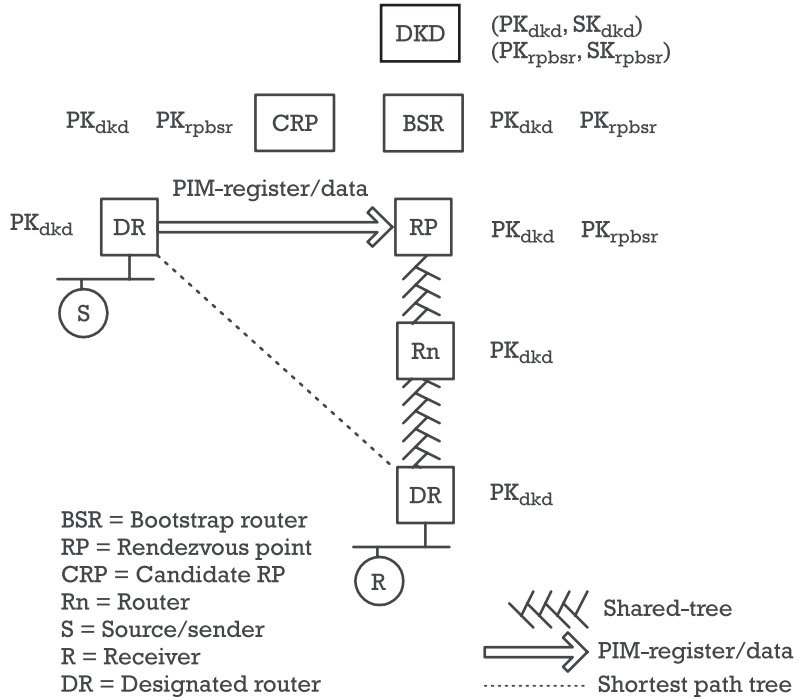 DKD (PKdkd, SKdkd)
(PKrpbsr, SKrpbsr)
PKdkd PKrpbsr CRP BSR PKdkd PKrpbsr
PIM-register/data
PKdkd DR RP PKdkd PKrpbsr
S
Rn PKdkd
DR PKdkd
BSR = Bootstrap router
RP = Rendezvous point
CRP = Candidate RP
Rn = Router
S = Source/sender
R = Receiver
DR = Designated router
R
Shared-tree
PIM-register/data
Shortest path tree